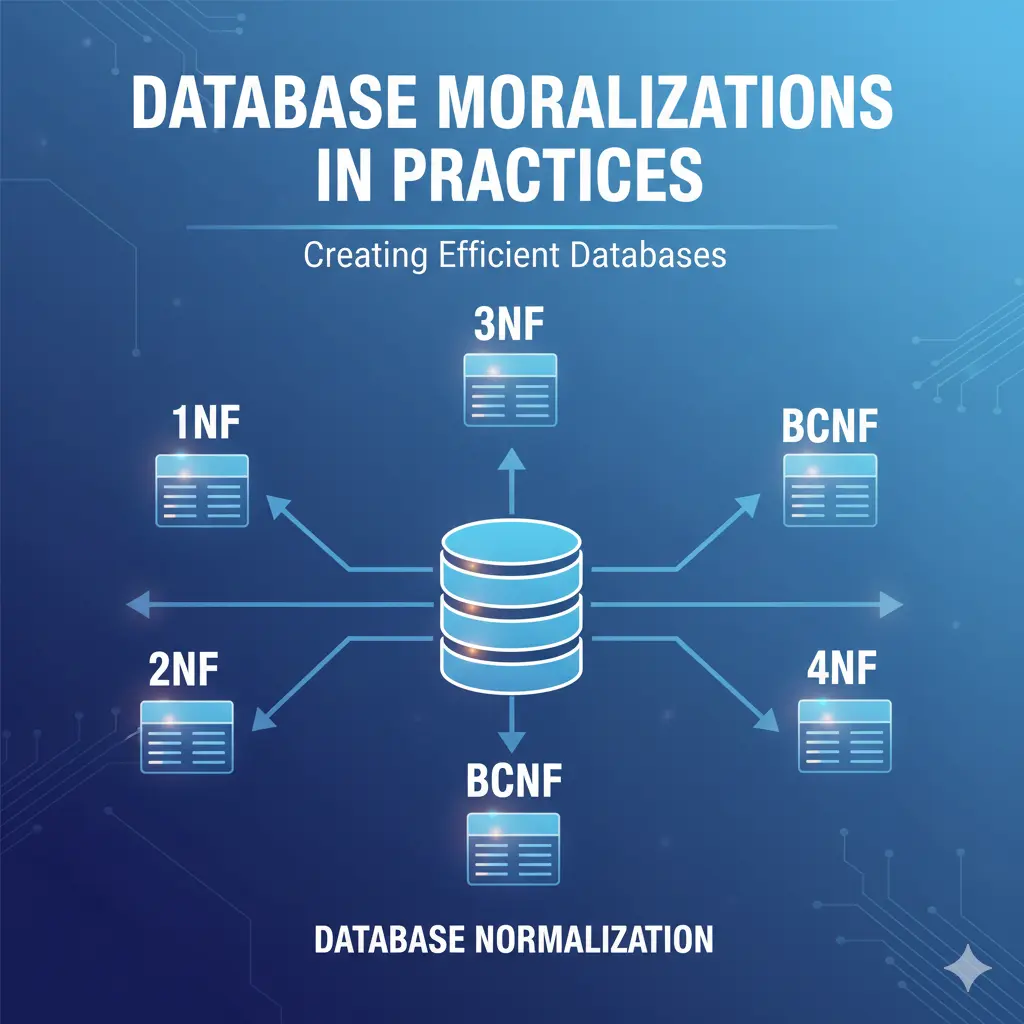 DATABASE MORALIZATIONS
IN PRACTICES
Creating Efficient Databases
3NF
1NF
BCNF
2NF
4NF
BCNF
DATABASE NORMALIZATION